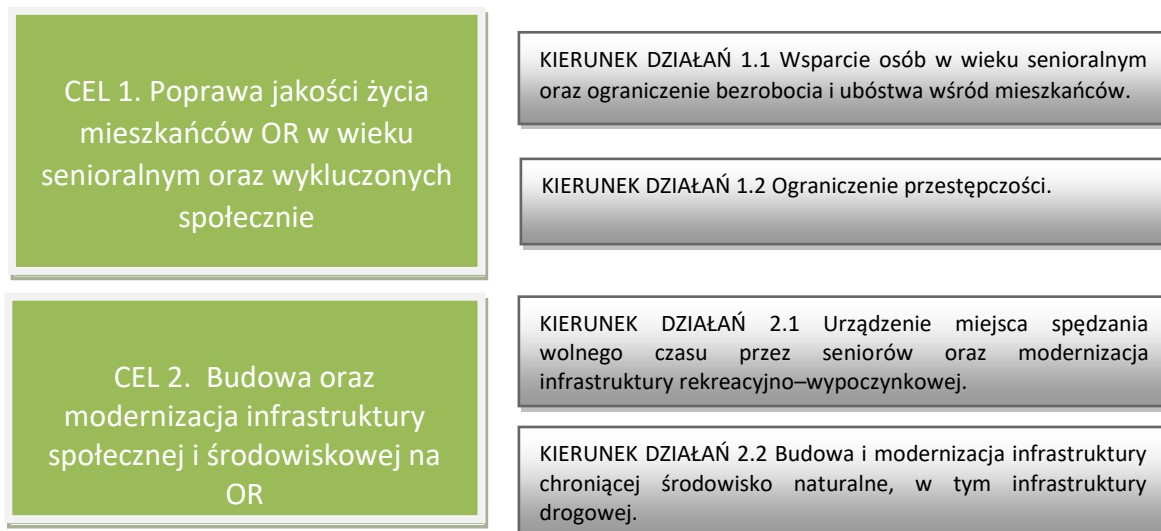 CEL 1. Poprawa jakości życia
mieszkańców OR w wieku
senioralnym oraz wykluczonych
społecznie
KIERUNEK DZIAŁAŃ 1.1 Wsparcie osób w wieku senioralnym
oraz ograniczenie bezrobocia i ubóstwa wśród mieszkańców.
KIERUNEK DZIAŁAŃ 1.2 Ograniczenie przestępczości.
CEL 2. Budowa oraz
modernizacja infrastruktury
społecznej i środowiskowej na
OR
KIERUNEK DZIAŁAŃ 2.1 Urządzenie miejsca spędzania
wolnego czasu przez seniorów oraz modernizacja
infrastruktury rekreacyjno–wypoczynkowej.
KIERUNEK DZIAŁAŃ 2.2 Budowa i modernizacja infrastruktury
chroniącej środowisko naturalne, w tym infrastruktury
drogowej.